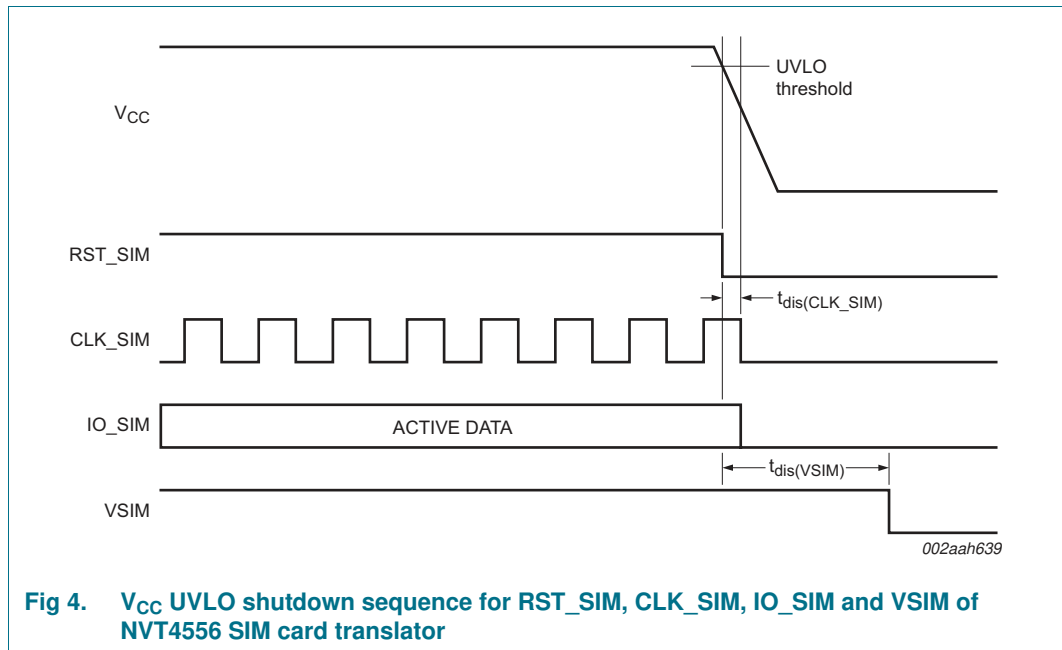 UVLO
threshold
VCC
RST_SIM
tdis(CLK_SIM)
CLK_SIM
IO_SIM
ACTIVE DATA
tdis(VSIM)
VSIM
002aah639
Fig 4. VCC UVLO shutdown sequence for RST_SIM, CLK_SIM, IO_SIM and VSIM of
NVT4556 SIM card translator